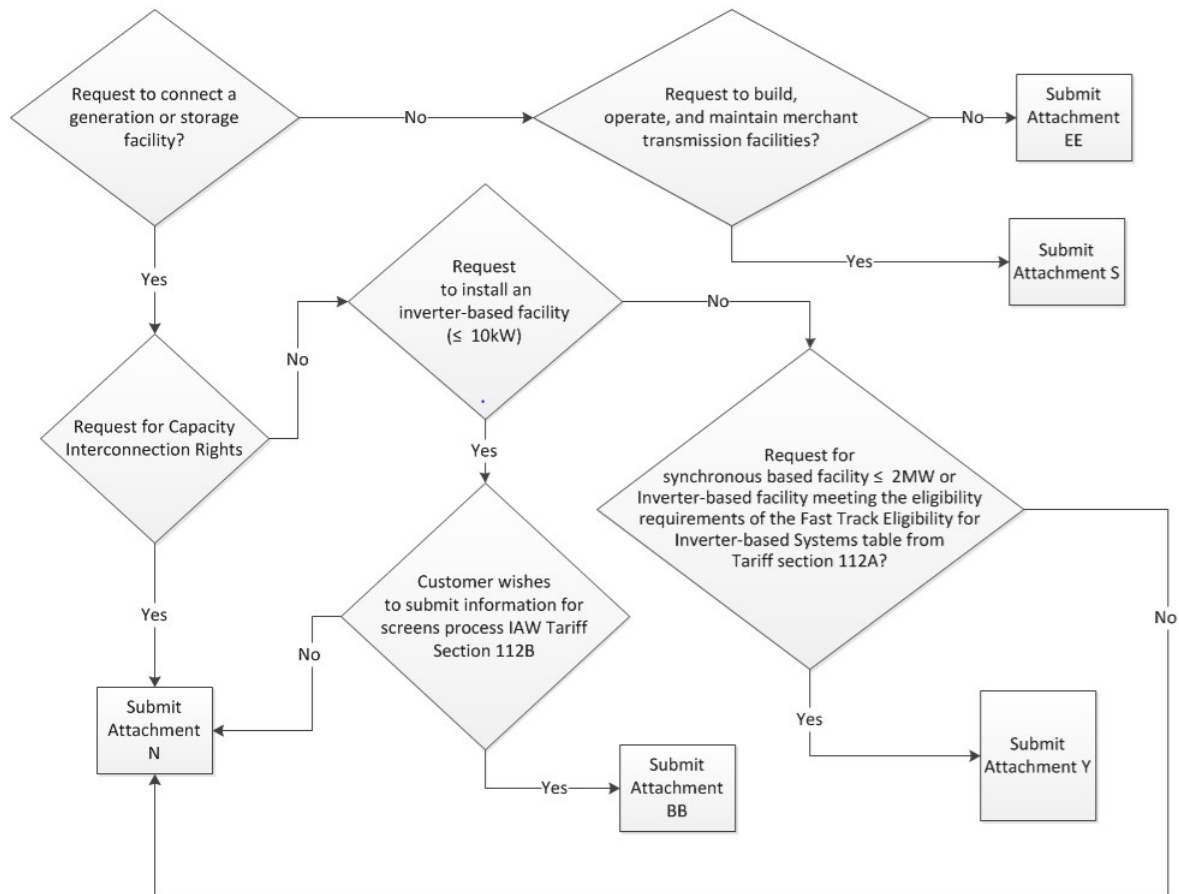 Request to connect a
generation or storage
facility?
No
Request to build,
operate, and maintain merchant
transmission facilities?
No
Submit
Attachment
EE
Yes
Submit
Attachment S
Yes
Request for Capacity
Interconnection Rights
No
Request
to install an
inverter-based facility
(≤ 10kW)
No
Yes
Request for
synchronous based facility ≤ 2MW or
Inverter-based facility meeting the eligibility
requirements of the Fast Track Eligibility for
Inverter-based Systems table from
Tariff section 112A?
No
Yes
Customer wishes
to submit information for
screens process IAW Tariff
Section 112B
No
Submit
Attachment
N
Yes
Submit
Attachment
BB
Yes
Submit
Attachment Y